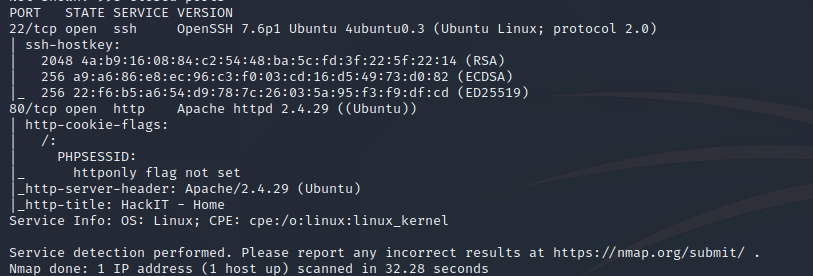 PORT   STATE SERVICE VERSION
22/tcp open  ssh     OpenSSH 7.6p1 Ubuntu 4ubuntu0.3 (Ubuntu Linux; protocol 2.0)
| ssh-hostkey:
|   2048 4a:b9:16:08:84:c2:54:48:ba:5c:fd:3f:22:5f:22:14 (RSA)
|   256 a9:a6:86:e8:ec:96:c3:f0:03:cd:16:d5:49:73:d0:82 (ECDSA)
|_  256 22:f6:b5:a6:54:d9:78:7c:26:03:5a:95:f3:f9:df:cd (ED25519)
80/tcp open  http    Apache httpd 2.4.29 ((Ubuntu))
| http-cookie-flags:
|   /:
|     PHPSESSID:
|_      httponly flag not set
|_http-server-header: Apache/2.4.29 (Ubuntu)
|_http-title: HackIT - Home
Service Info: OS: Linux; CPE: cpe:/o:linux:linux_kernel

Service detection performed. Please report any incorrect results at https://nmap.org/submit/ .
Nmap done: 1 IP address (1 host up) scanned in 32.28 seconds